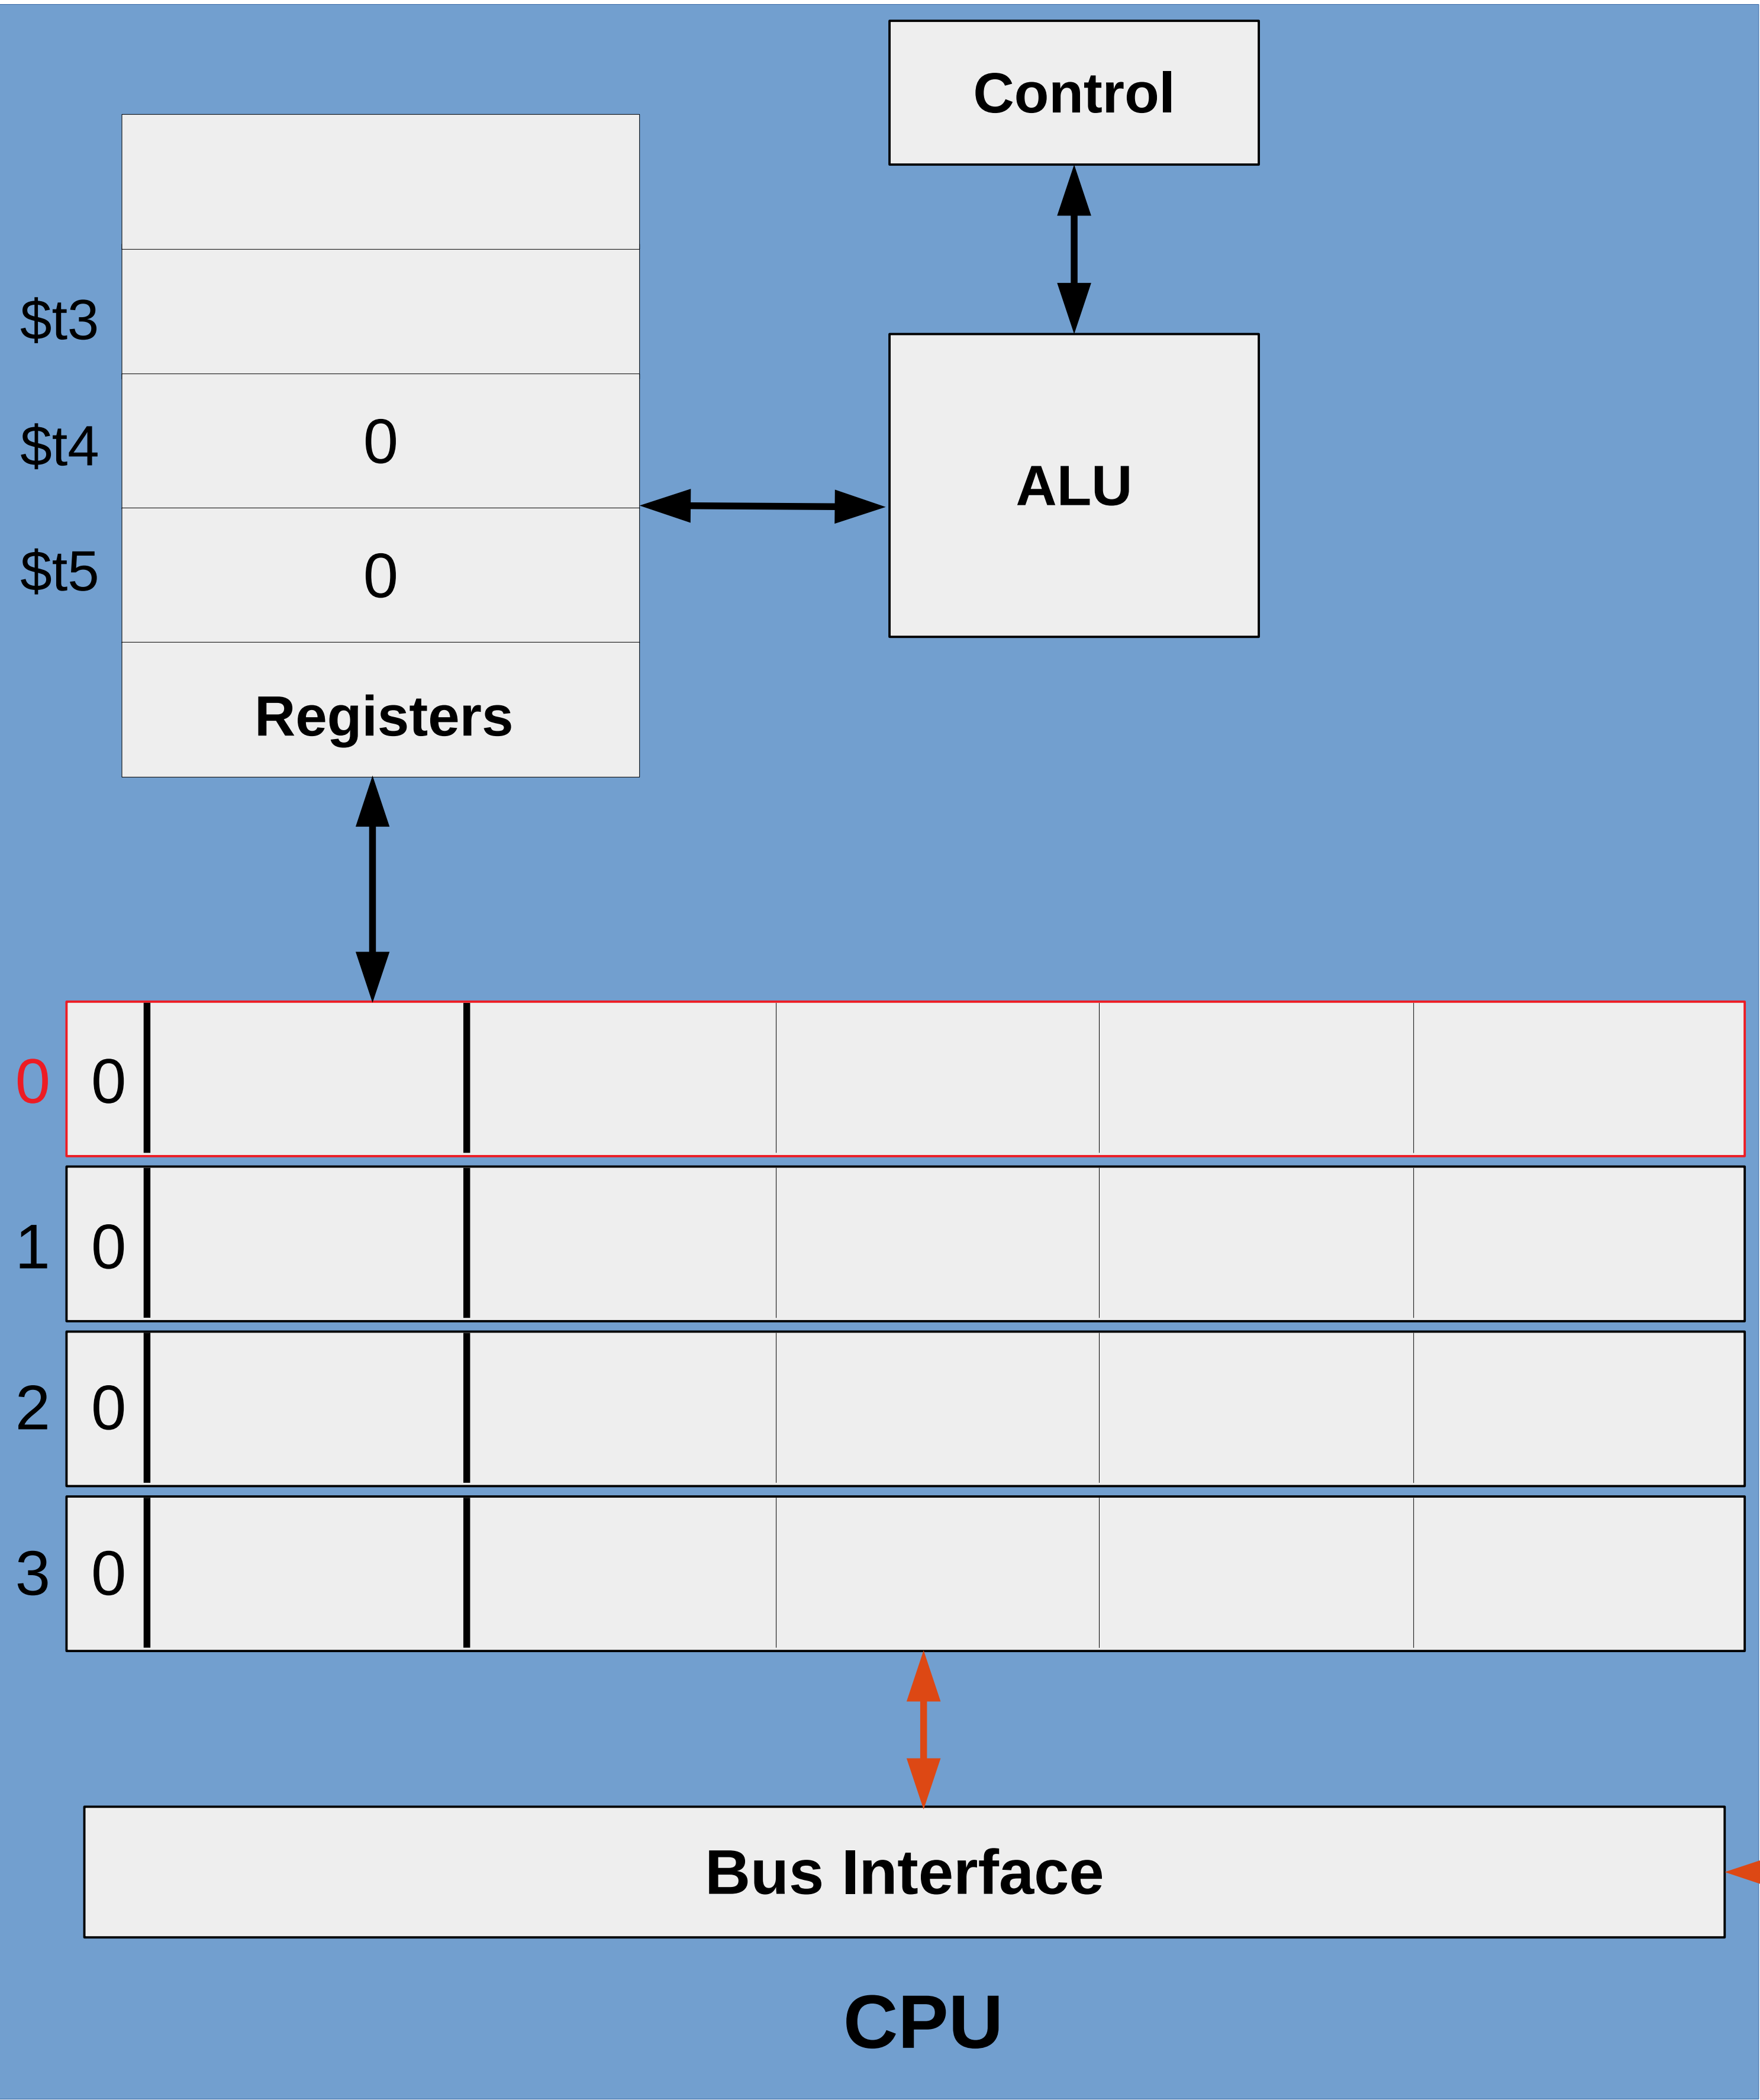 Control
$t3
$t4 0
ALU
$t5 0
Registers
0 0
1 0
2 0
3 0
Bus Interface
CPU